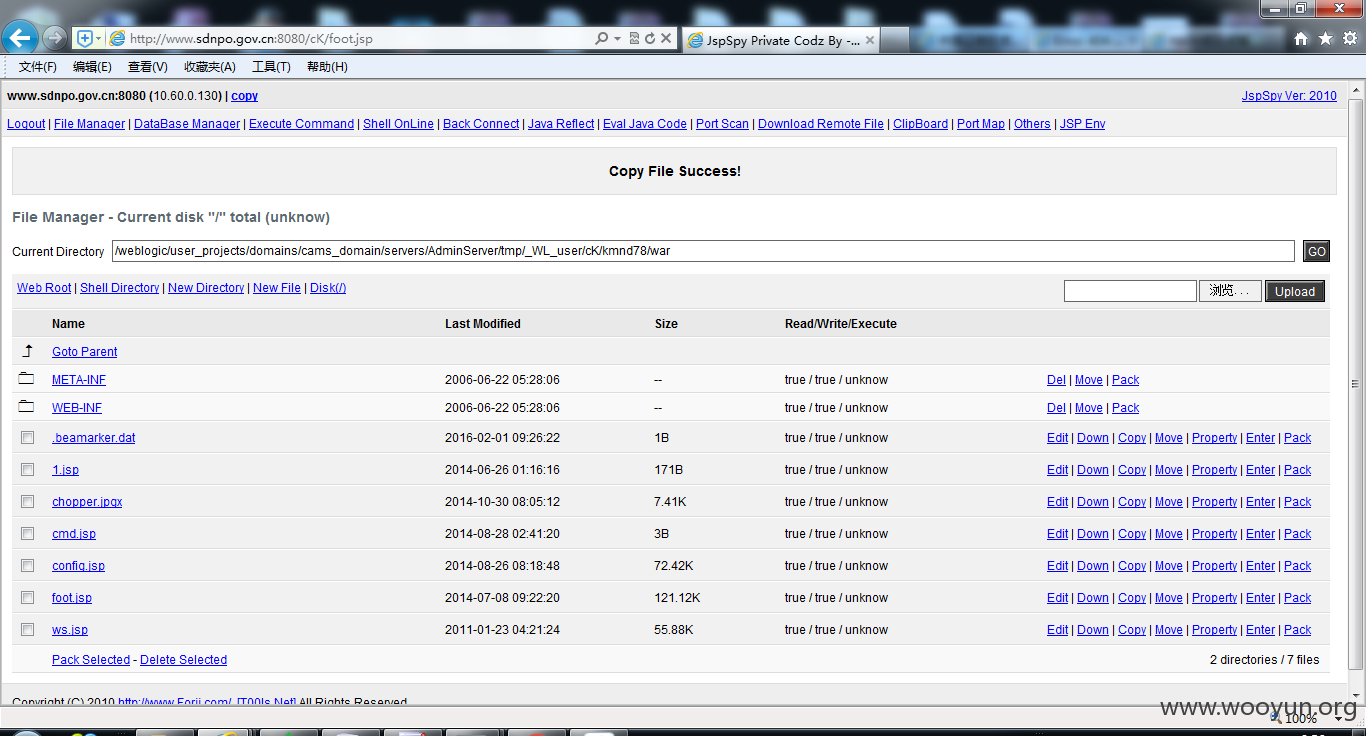 http://www.sdnpo.gov.cn:8080/cK/foot.jsp
JspSpy Private Codz By -...
文件(F) 编辑(E) 查看(V) 收藏夹(A) 工具(T) 帮助(H)
www.sdnpo.gov.cn:8080 (10.60.0.130) | copy JspSpy Ver: 2010
Logout | File Manager | DataBase Manager | Execute Command | Shell OnLine | Back Connect | Java Reflect | Eval Java Code | Port Scan | Download Remote File | ClipBoard | Port Map | Others | JSP Env
Copy File Success!
File Manager - Current disk "/" total (unknow)
Current Directory /weblogic/user_projects/domains/cams_domain/servers/AdminServer/tmp/_WL_user/cK/kmnd78/war GO
Web Root | Shell Directory | New Directory | New File | Disk(/) 浏览... Upload
Name Last Modified Size Read/Write/Execute
Goto Parent
META-INF 2006-06-22 05:28:06 -- true / true / unknow Del | Move | Pack
WEB-INF 2006-06-22 05:28:06 -- true / true / unknow Del | Move | Pack
.beamarker.dat 2016-02-01 09:26:22 1B true / true / unknow Edit | Down | Copy | Move | Property | Enter | Pack
1.jsp 2014-06-26 01:16:16 171B true / true / unknow Edit | Down | Copy | Move | Property | Enter | Pack
chopper.jpgx 2014-10-30 08:05:12 7.41K true / true / unknow Edit | Down | Copy | Move | Property | Enter | Pack
cmd.jsp 2014-08-28 02:41:20 3B true / true / unknow Edit | Down | Copy | Move | Property | Enter | Pack
config.jsp 2014-08-26 08:18:48 72.42K true / true / unknow Edit | Down | Copy | Move | Property | Enter | Pack
foot.jsp 2014-07-08 09:22:20 121.12K true / true / unknow Edit | Down | Copy | Move | Property | Enter | Pack
ws.jsp 2011-01-23 04:21:24 55.88K true / true / unknow Edit | Down | Copy | Move | Property | Enter | Pack
Pack Selected - Delete Selected 2 directories / 7 files
Copyright (C) 2010 http://www.Forjj.com/ [T00ls.Net] All Rights Reserved.
www.wooyun.org
100%